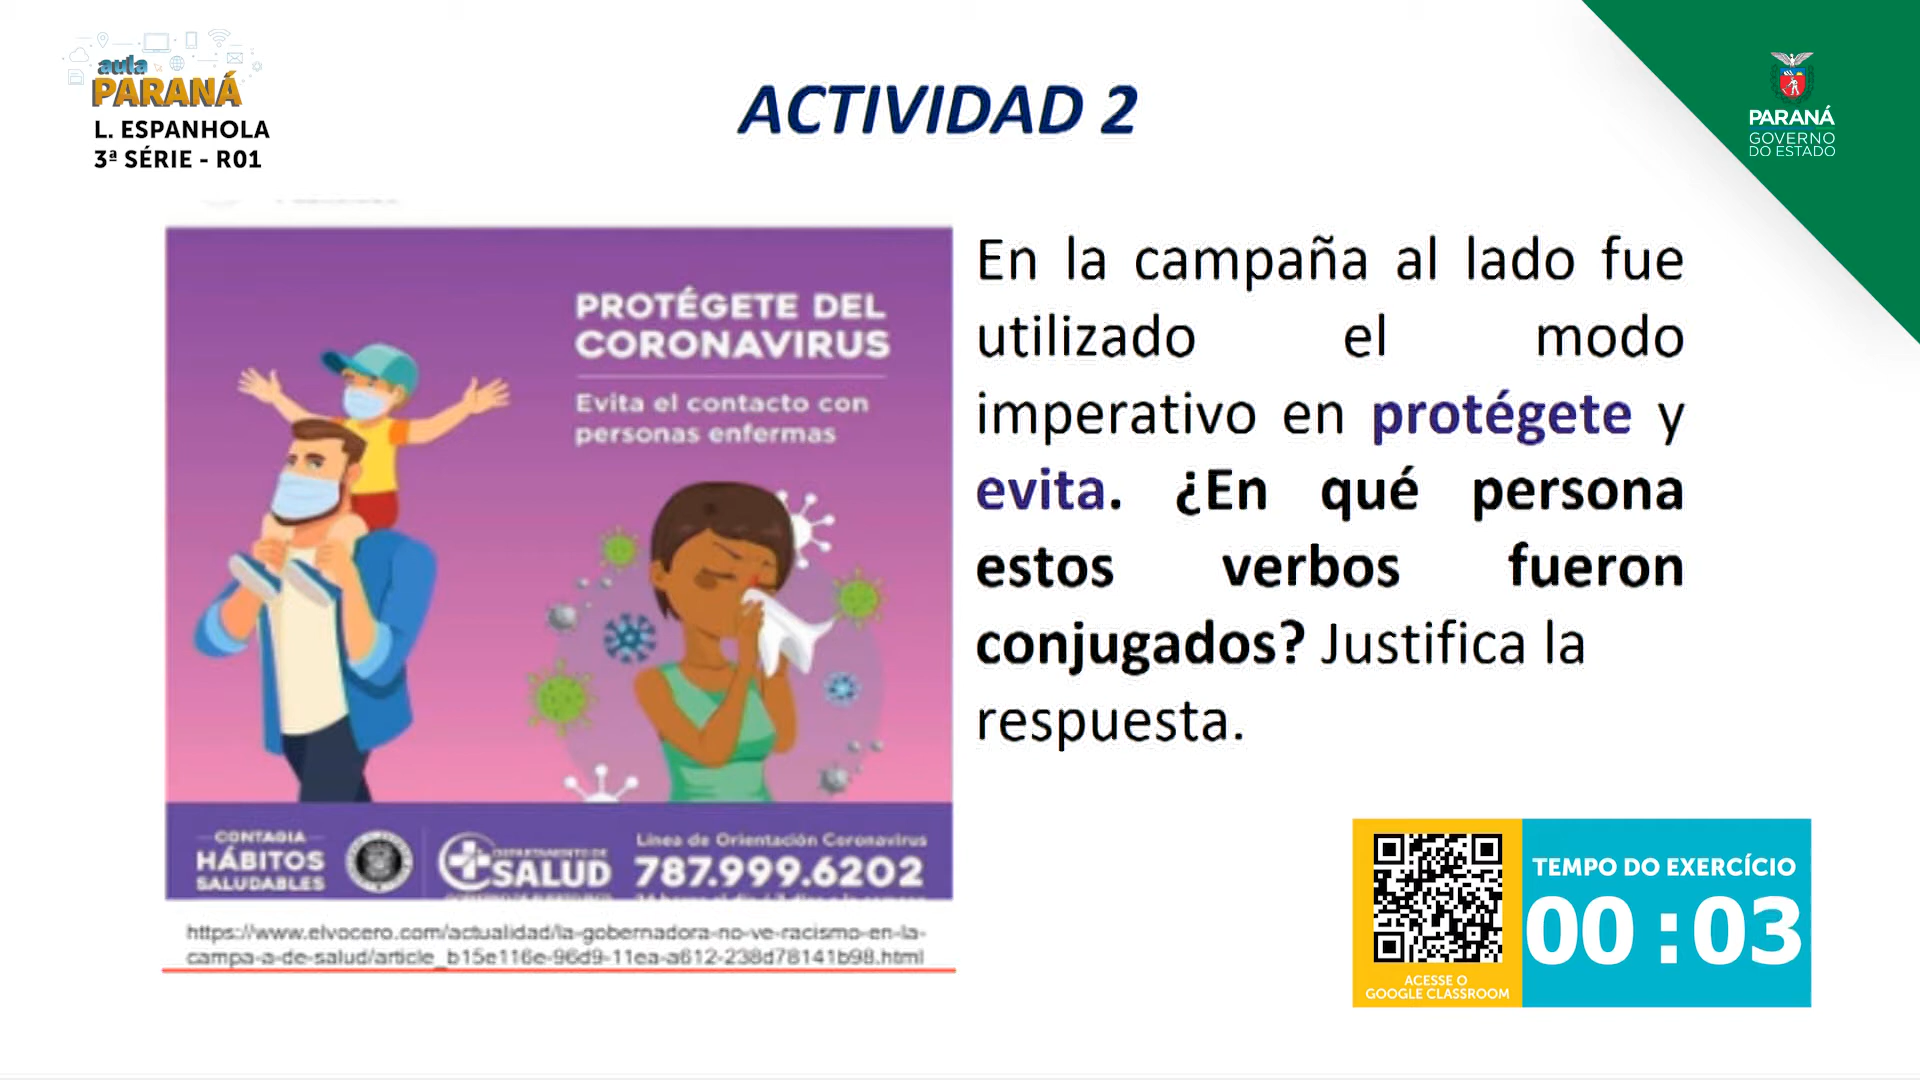 aula
PARANÁ
L. ESPANHOLA
3ª SÉRIE - R01
ACTIVIDAD 2
PARANÁ
GOVERNO
DO ESTADO
PROTÉGETE DEL
CORONAVIRUS
Evita el contacto con
personas enfermas
CONTAGIA
HÁBITOS
SALUDABLES
DEPARTAMENTO DE
SALUD
Línea de Orientación Coronavirus
787.999.6202
https://www.elvocero.com/actualidad/la-gobernadora-no-ve-racismo-en-la-
campa-a-de-salud/article_b15e116e-96d9-11ea-a612-238d78141b98.html
En la campaña al lado fue
utilizado el modo
imperativo en protégete y
evita. ¿En qué persona
estos verbos fueron
conjugados? Justifica la
respuesta.
TEMPO DO EXERCÍCIO
00:03
ACESSE O
GOOGLE CLASSROOM